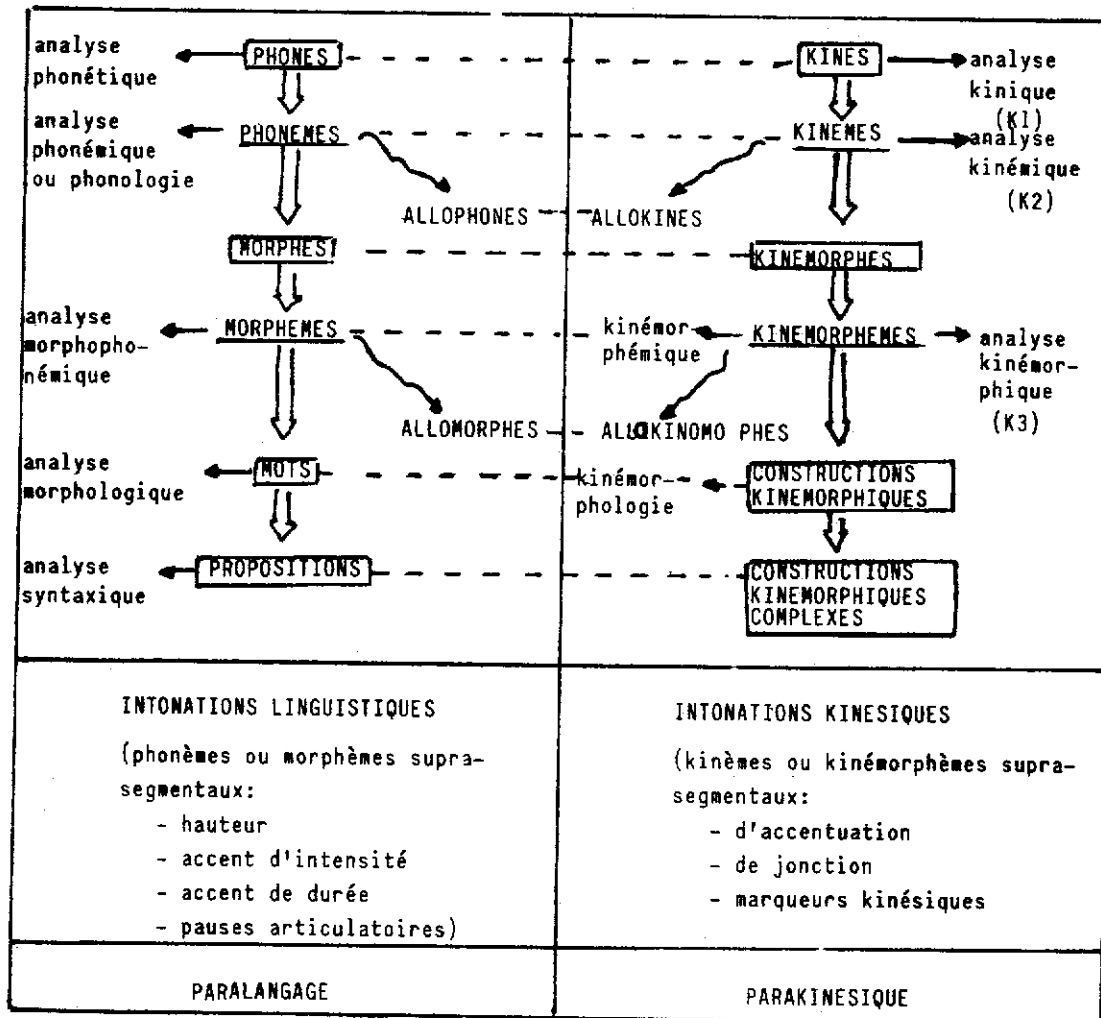 analyse
phonétique
PHONES
analyse
phonémique
ou phonologie
PHONEMES
ALLOPHONES
MORPHES
analyse
morphopho-
némique
MORPHEMES
ALLOMORPHES
analyse
morphologique
MOTS
analyse
syntaxique
PROPOSITIONS
KINES
analyse
kinique
(K1)
KINEMES
analyse
kinémique
(K2)
ALLOKINES
KINEMORPHES
kinémor
phémique
KINEMORPHEMES
analyse
kinémor-
phique
(K3)
ALLOKINOMO PHES
kinémor-
phologie
CONSTRUCTIONS
KINEMORPHIQUES
CONSTRUCTIONS
KINEMORPHIQUES
COMPLEXES
INTONATIONS LINGUISTIQUES
(phonèmes ou morphèmes supra-
segmentaux:
- hauteur
- accent d'intensité
- accent de durée
- pauses articulatoires)
INTONATIONS KINESIQUES
(kinèmes ou kinémorphèmes supra-
segmentaux:
- d'accentuation
- de jonction
- marqueurs kinésiques
PARALANGAGE
PARAKINESIQUE